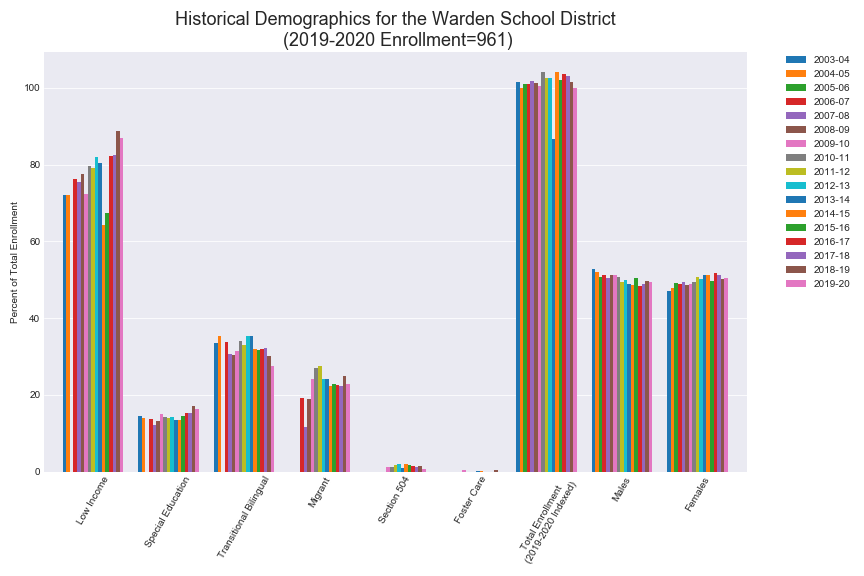 Historical Demographics for the Warden School District
(2019-2020 Enrollment=961)
Percent of Total Enrollment
100
80
60
40
20
0
Low Income
Special Education
Transitional Bilingual
Migrant
Section 504
Foster Care
Total Enrollment
(2019-2020 Indexed)
Males
Females
2003-04
2004-05
2005-06
2006-07
2007-08
2008-09
2009-10
2010-11
2011-12
2012-13
2013-14
2014-15
2015-16
2016-17
2017-18
2018-19
2019-20